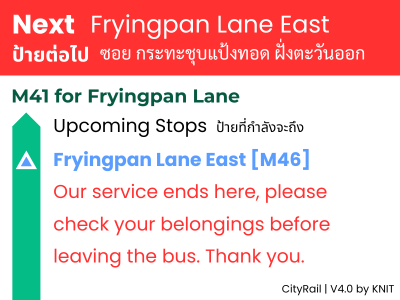 Next Fryingpan Lane East
ป้ายต่อไป ซอย กระทะชุบแป้งทอด ฝั่งตะวันออก
M41 for Fryingpan Lane
Upcoming Stops ป้ายที่กำลังจะถึง
Fryingpan Lane East [M46]
Our service ends here, please
check your belongings before
leaving the bus. Thank you.
CityRail | V4.0 by KNIT